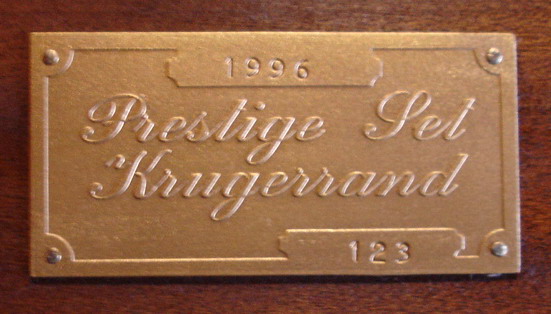 1996
Prestige Set
Krugerrand
123